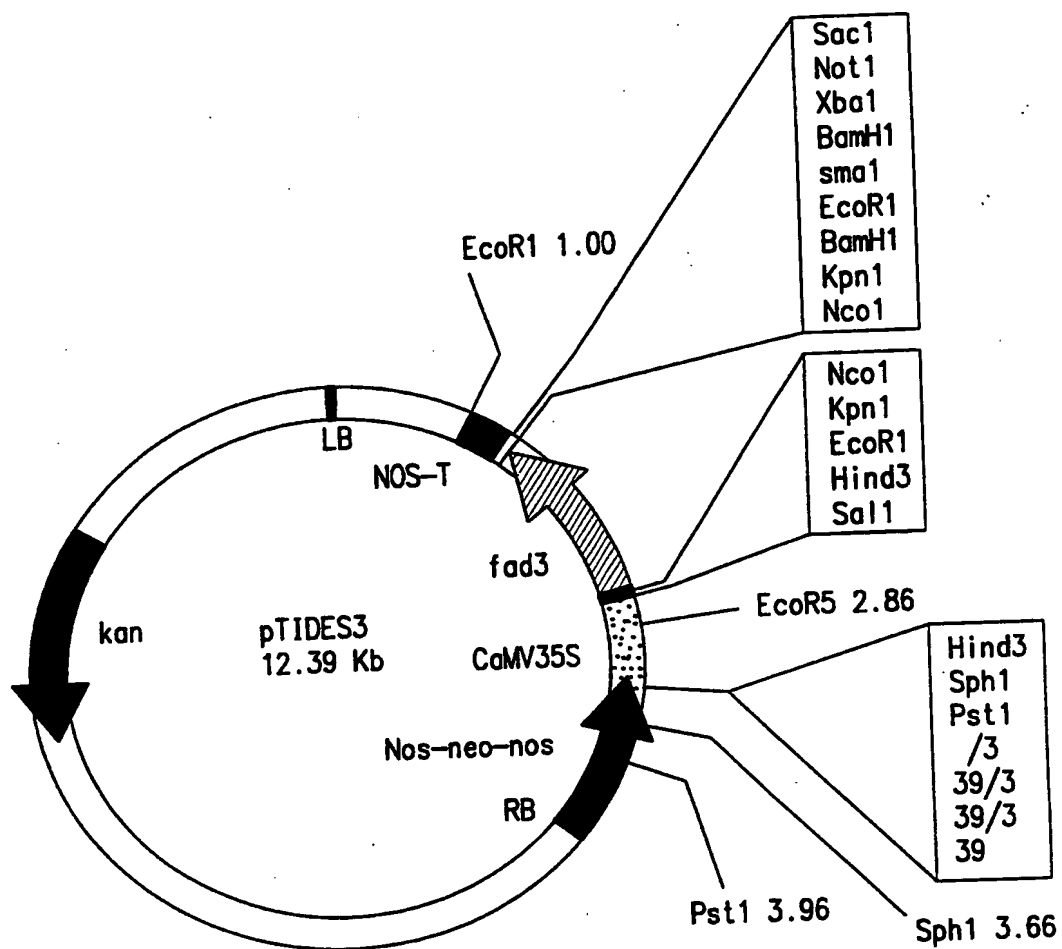 Sac1
Not1
Xba1
BamH1
sma1
EcoR1
BamH1
Kpn1
Nco1
EcoR1 1.00
Nco1
Kpn1
EcoR1
Hind3
Sal1
LB
NOS-T
fad3
EcoR5 2.86
kan
pTIDES3
12.39 Kb
CaMV35S
Hind3
Sph1
Pst1
/3
39/3
39/3
39
Nos-neo-nos
RB
Pst1 3.96
Sph1 3.66